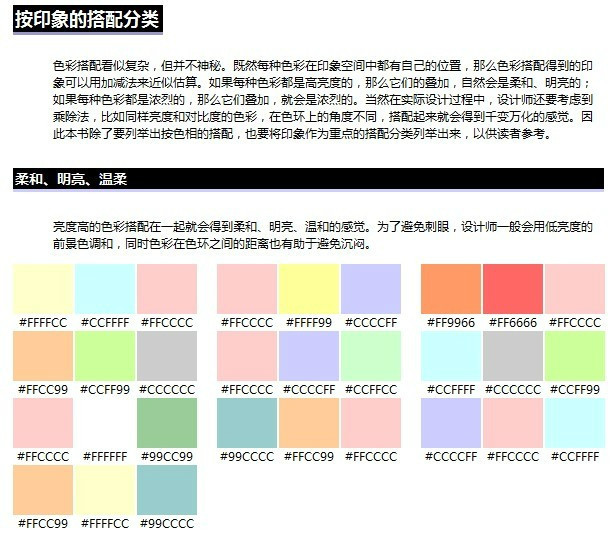 按印象的搭配分类
色彩搭配看似复杂，但并不神秘。既然每种色彩在印象空间中都有自己的位置，那么色彩搭配得到的印
象可以用加减法来近似估算。如果每种色彩都是高亮度的，那么它们的叠加，自然会是柔和、明亮的；
如果每种色彩都是浓烈的，那么它们叠加，就会是浓烈的。当然在实际设计过程中，设计师还要考虑到
乘除法，比如同样亮度和对比度的色彩，在色环上的角度不同，搭配起来就会得到千变万化的感觉。因
此本书除了要列举出按色相的搭配，也要将印象作为重点的搭配分类列举出来，以供读者参考。
柔和、明亮、温柔
亮度高的色彩搭配在一起就会得到柔和、明亮、温和的感觉。为了避免刺眼，设计师一般会用低亮度的
前景色调和，同时色彩在色环之间的距离也有助于避免沉闷。
#FFFFCC #CCFFFF #FFCCCC #FFCCCC #FFFF99 #CCCCFF #FF9966 #FF6666 #FFCCCC
#FFCC99 #CCFF99 #CCCCCC #FFCCCC #CCCCFF #CCFFCC #CCFFFF #CCCCCC #CCFF99
#FFCCCC #FFFFFF #99CC99 #99CCCC #FFCC99 #FFCCCC #CCCCFF #FFCCCC #CCFFFF
#FFCC99 #FFFFCC #99CCCC